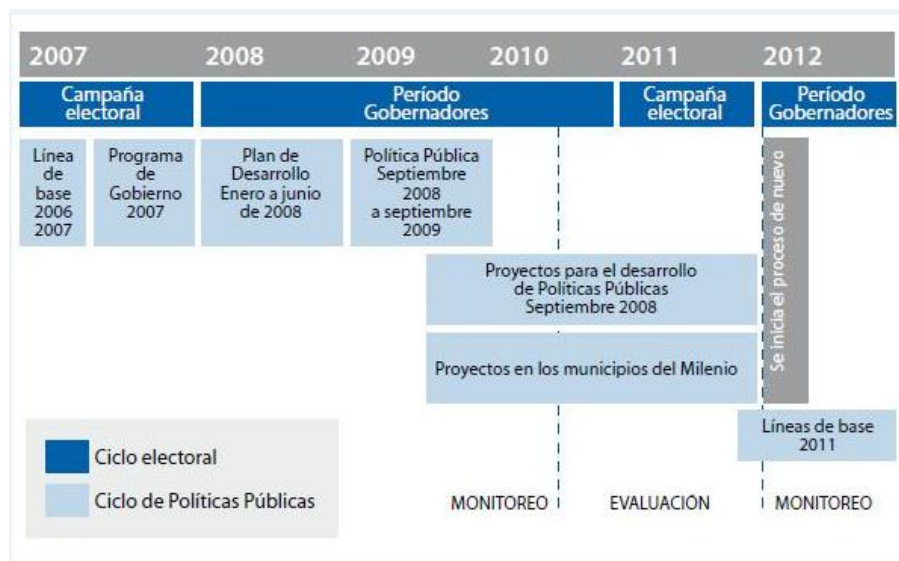 2007 2008 2009 2010 2011 2012
Campaña
electoral
Período
Gobernadores
Campaña
electoral
Período
Gobernadores
Línea
de
base
2006
2007
Programa
de
Gobierno
2007
Plan de
Desarrollo
Enero a junio
de 2008
Política Pública
Septiembre
2008
a septiembre
2009
Se inicia el proceso de nuevo
Proyectos para el desarrollo
de Políticas Públicas
Septiembre 2008
Proyectos en los municipios del Milenio
Líneas de base
2011
Ciclo electoral
Ciclo de Políticas Públicas
MONITOREO EVALUACIÓN MONITOREO